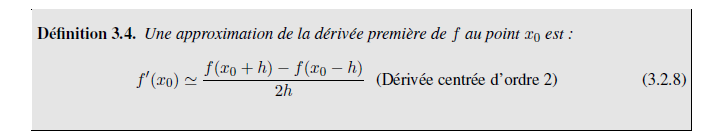 Définition 3.4. Une approximation de la dérivée première de f au point x₀ est :
f′(x₀) ≃ \frac{f(x₀ + h) − f(x₀ − h)}{2h} (Dérivée centrée d'ordre 2) (3.2.8)